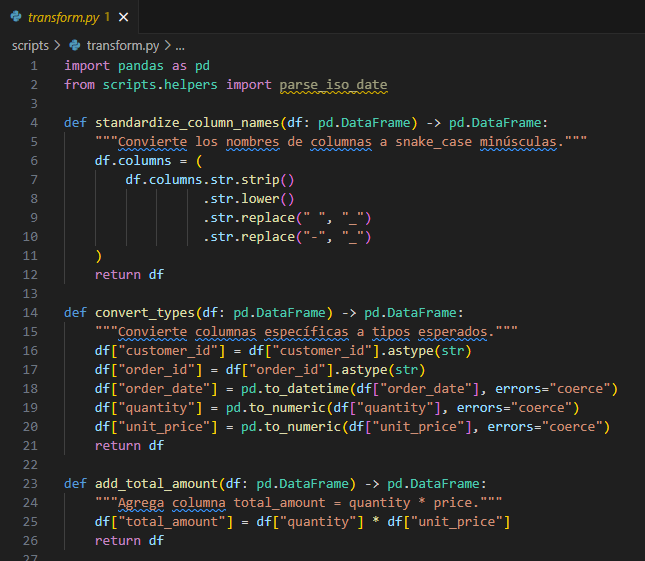 transform.py 1 ×
scripts > transform.py > ...
1 import pandas as pd
2 from scripts.helpers import parse_iso_date
3
4 def standardize_column_names(df: pd.DataFrame) -> pd.DataFrame:
5     """Convierte los nombres de columnas a snake_case minúsculas."""
6     df.columns = (
7         df.columns.str.strip()
8                   .str.lower()
9                   .str.replace(" ", "_")
10                   .str.replace("-", "_")
11     )
12     return df
13
14 def convert_types(df: pd.DataFrame) -> pd.DataFrame:
15     """Convierte columnas específicas a tipos esperados."""
16     df["customer_id"] = df["customer_id"].astype(str)
17     df["order_id"] = df["order_id"].astype(str)
18     df["order_date"] = pd.to_datetime(df["order_date"], errors="coerce")
19     df["quantity"] = pd.to_numeric(df["quantity"], errors="coerce")
20     df["unit_price"] = pd.to_numeric(df["unit_price"], errors="coerce")
21     return df
22
23 def add_total_amount(df: pd.DataFrame) -> pd.DataFrame:
24     """Agrega columna total_amount = quantity * price."""
25     df["total_amount"] = df["quantity"] * df["unit_price"]
26     return df
27